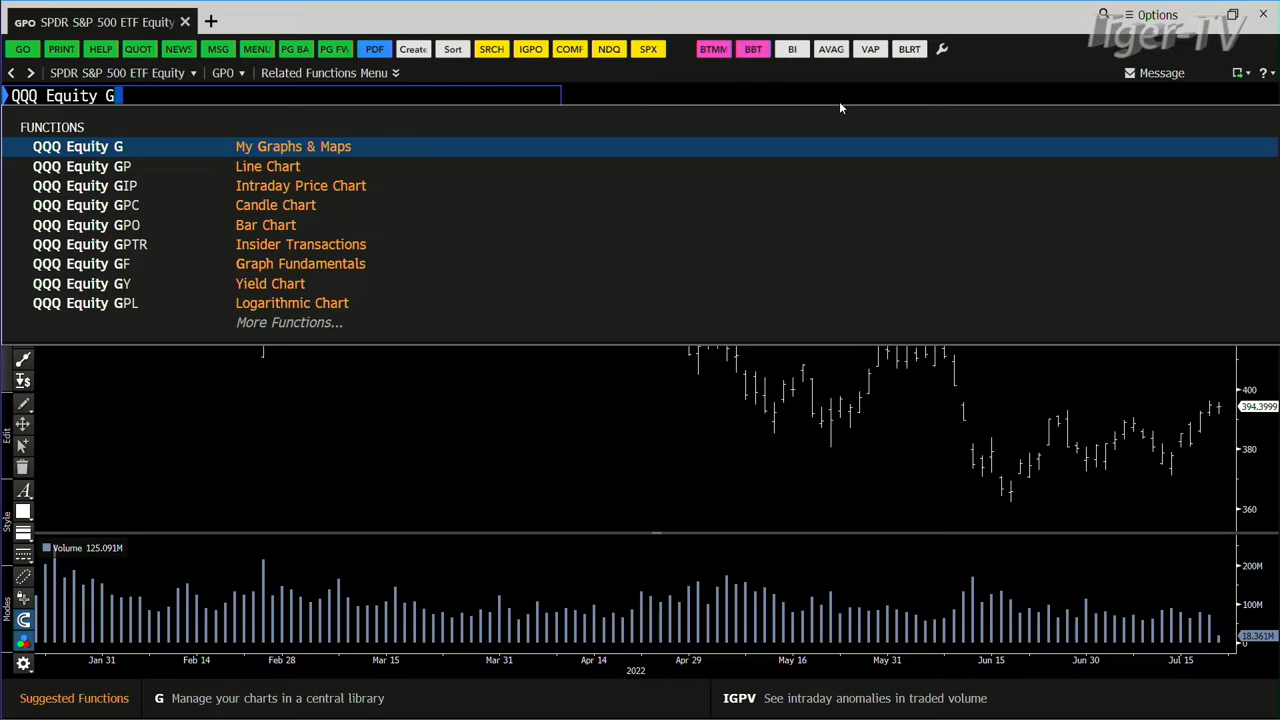 GPO SPDR S&P 500 ETF Equity
Options
Tiger-TV
GO PRINT HELP QUOT NEWS MSG MENU PG BA PG FW PDF Create Sort SRCH IGPO COMF NDQ SPX BTMM BBT BI AVAG VAP BLRT
SPDR S&P 500 ETF Equity GPO Related Functions Menu Message ?
QQQ Equity G
FUNCTIONS
QQQ Equity G My Graphs & Maps
QQQ Equity GP Line Chart
QQQ Equity GIP Intraday Price Chart
QQQ Equity GPC Candle Chart
QQQ Equity GPO Bar Chart
QQQ Equity GPTR Insider Transactions
QQQ Equity GF Graph Fundamentals
QQQ Equity GY Yield Chart
QQQ Equity GPL Logarithmic Chart
More Functions...
400
394.3999
380
360
Edit
Style
Modes
Volume 125.091M
200M
100M
18.361M
0
Jan 31 Feb 14 Feb 28 Mar 15 Mar 31 Apr 14 Apr 29 May 16 May 31 Jun 15 Jun 30 Jul 15
2022
Suggested Functions G Manage your charts in a central library IGPV See intraday anomalies in traded volume